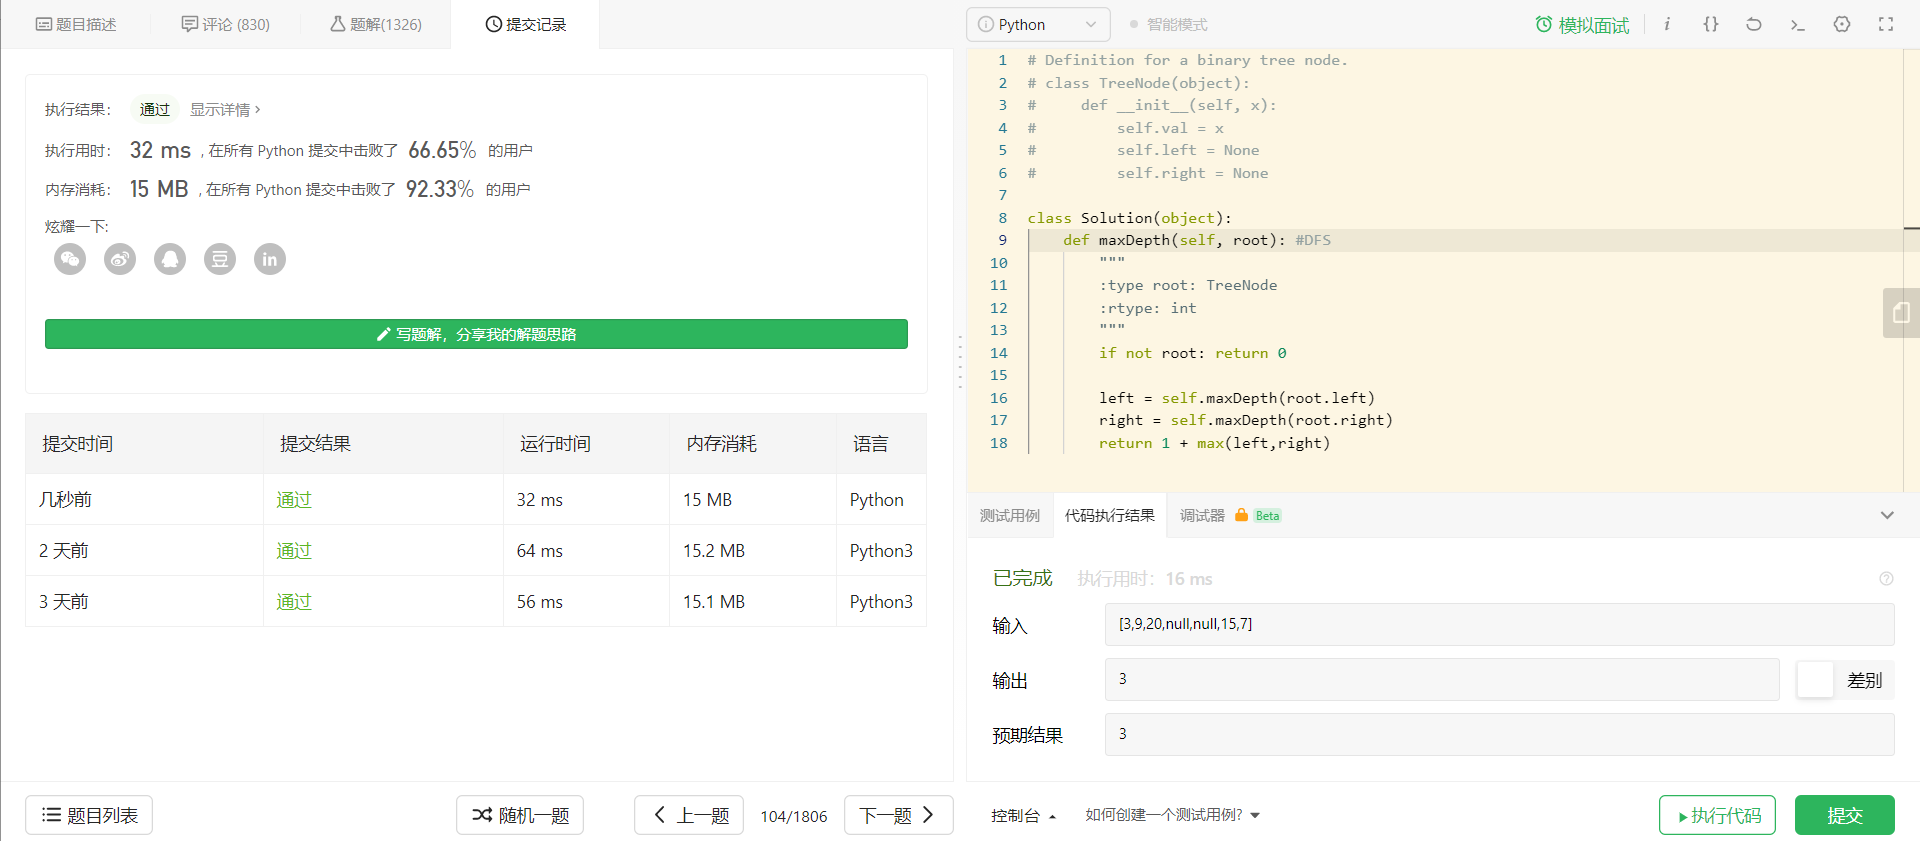 题目描述
评论 (830)
题解(1326)
提交记录
执行结果：
通过
显示详情 ›
执行用时：
32 ms , 在所有 Python 提交中击败了 66.65% 的用户
内存消耗：
15 MB , 在所有 Python 提交中击败了 92.33% 的用户
炫耀一下:
豆
in
写题解，分享我的解题思路
提交时间 提交结果 运行时间 内存消耗 语言
几秒前 通过 32 ms 15 MB Python
2 天前 通过 64 ms 15.2 MB Python3
3 天前 通过 56 ms 15.1 MB Python3
题目列表
随机一题
上一题
104/1806
下一题
Python
智能模式
模拟面试
i
{}
1 # Definition for a binary tree node.
2 # class TreeNode(object):
3 #     def __init__(self, x):
4 #         self.val = x
5 #         self.left = None
6 #         self.right = None
7
8 class Solution(object):
9     def maxDepth(self, root): #DFS
10         """
11         :type root: TreeNode
12         :rtype: int
13         """
14         if not root: return 0
15
16         left = self.maxDepth(root.left)
17         right = self.maxDepth(root.right)
18         return 1 + max(left,right)
测试用例
代码执行结果
调试器
Beta
已完成
执行用时：16 ms
输入
[3,9,20,null,null,15,7]
输出
3
差别
预期结果
3
控制台
如何创建一个测试用例?
执行代码
提交